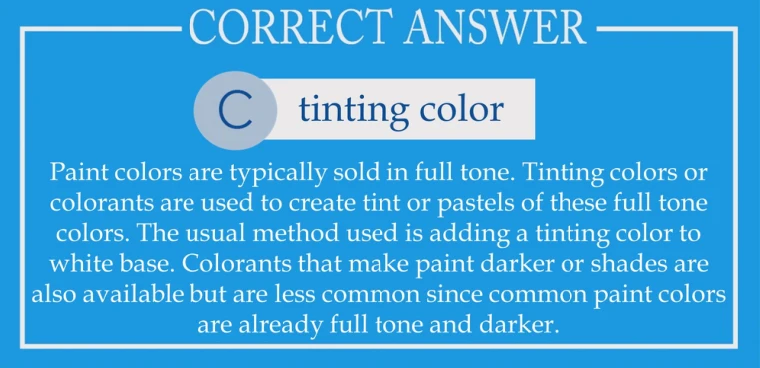 CORRECT ANSWER
C tinting color
Paint colors are typically sold in full tone. Tinting colors or
colorants are used to create tint or pastels of these full tone
colors. The usual method used is adding a tinting color to
white base. Colorants that make paint darker or shades are
also available but are less common since common paint colors
are already full tone and darker.